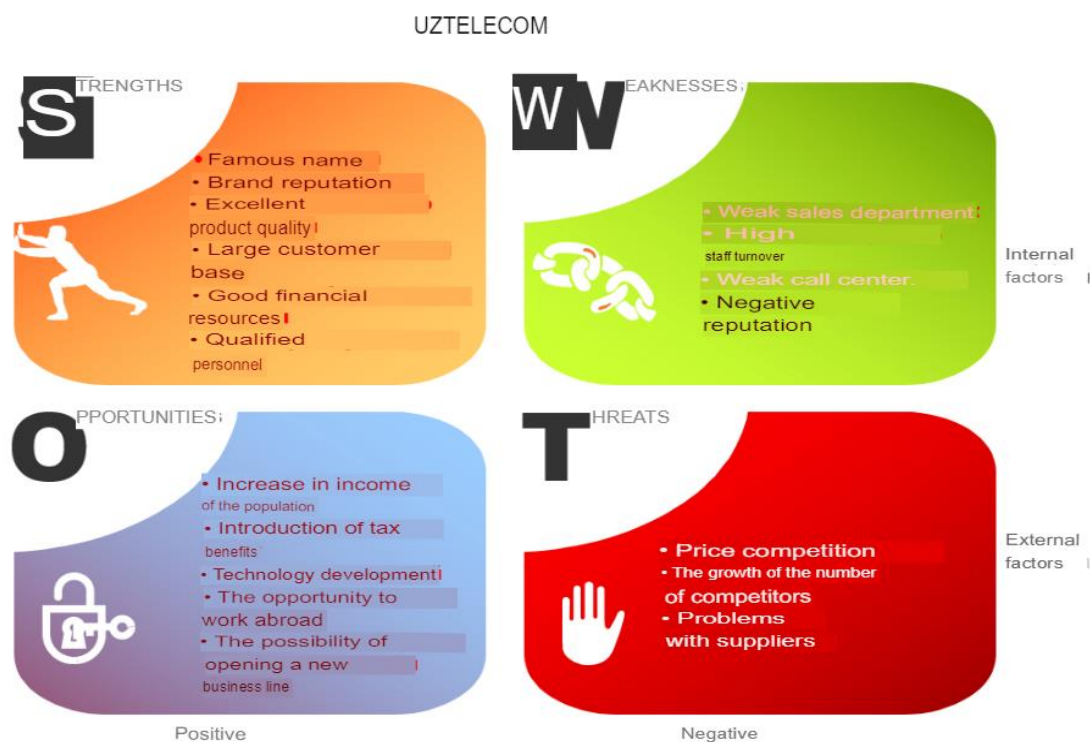 UZTELECOM
STRENGTHS
• Famous name
• Brand reputation
• Excellent
product quality
• Large customer
base
• Good financial
resources
• Qualified
personnel
WEAKNESSES;
• Weak sales department
• High
staff turnover
• Weak call center.
• Negative
reputation
Internal
factors
OPPORTUNITIES;
• Increase in income
of the population
• Introduction of tax
benefits
• Technology development
• The opportunity to
work abroad
• The possibility of
opening a new
business line
THREATS
• Price competition
• The growth of the number
of competitors
• Problems
with suppliers
External
factors
Positive
Negative